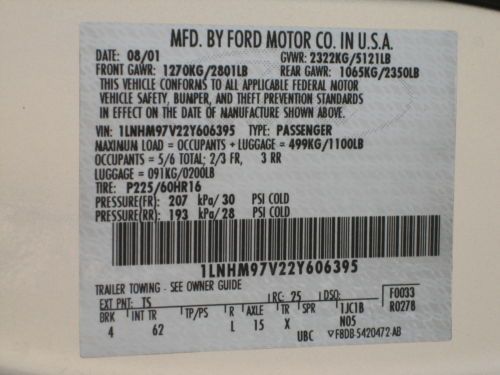 MFD. BY FORD MOTOR CO. IN U.S.A.
DATE: 08/01 GVWR: 2322KG/5121LB
FRONT GAWR: 1270KG/2801LB REAR GAWR: 1065KG/2350LB
THIS VEHICLE CONFORMS TO ALL APPLICABLE FEDERAL MOTOR
VEHICLE SAFETY, BUMPER, AND THEFT PREVENTION STANDARDS
IN EFFECT ON THE DATE OF MANUFACTURE SHOWN ABOVE.
VIN: 1LNHM97V22Y606395 TYPE: PASSENGER
MAXIMUM LOAD = OCCUPANTS + LUGGAGE = 499KG/1100LB
OCCUPANTS = 5/6 TOTAL; 2/3 FR, 3 RR
LUGGAGE = 091KG/0200LB
TIRE: P225/60HR16
PRESSURE(FR): 207 kPa/ 30 PSI COLD
PRESSURE(RR): 193 kPa/ 28 PSI COLD
1LNHM97V22Y606395
TRAILER TOWING - SEE OWNER GUIDE
EXT PNT: TS RC: 25 DSO: F0033
BRK INT TR TP/PS R AXLE TR SPR 1JC1B R0278
4 62 L 15 X UBC N05
▽F8DB-5420472-AB